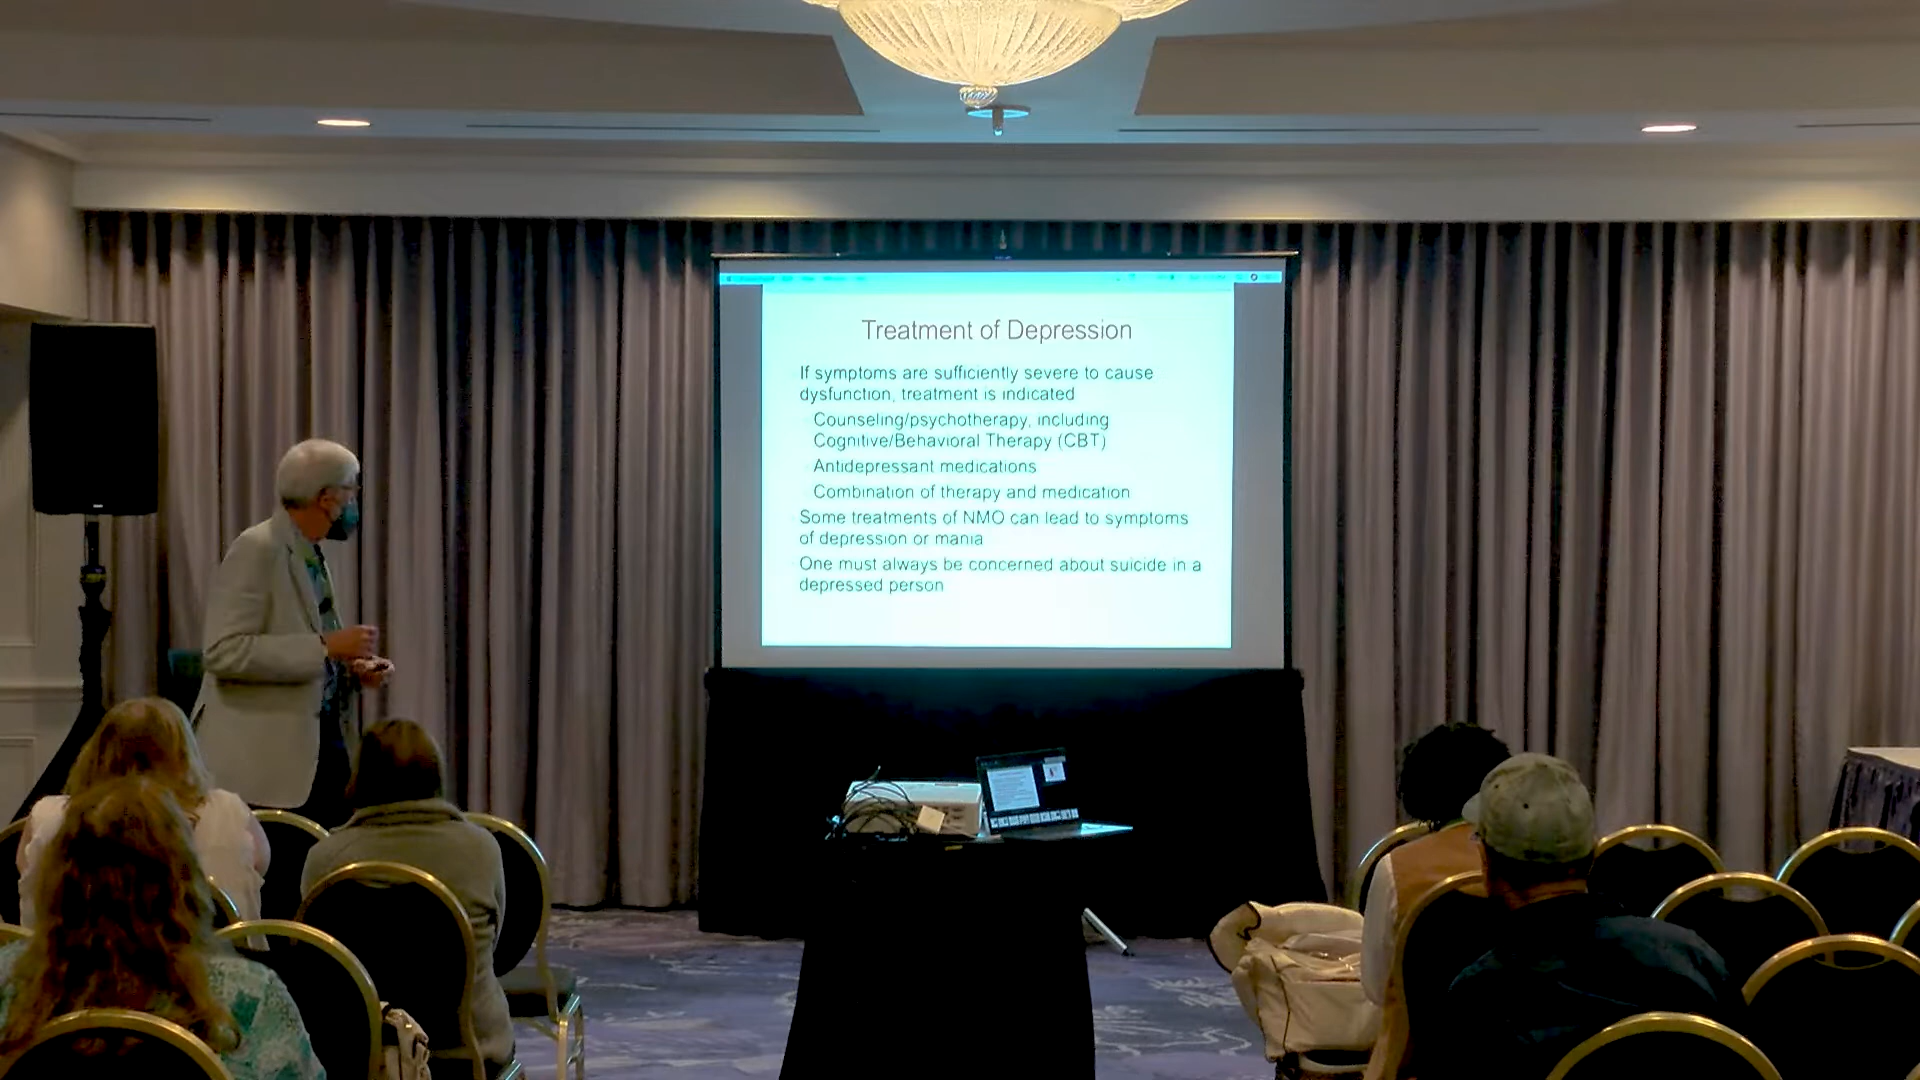 Treatment of Depression
If symptoms are sufficiently severe to cause
dysfunction, treatment is indicated
Counseling/psychotherapy, including
Cognitive/Behavioral Therapy (CBT)
Antidepressant medications
Combination of therapy and medication
Some treatments of NMO can lead to symptoms
of depression or mania
One must always be concerned about suicide in a
depressed person